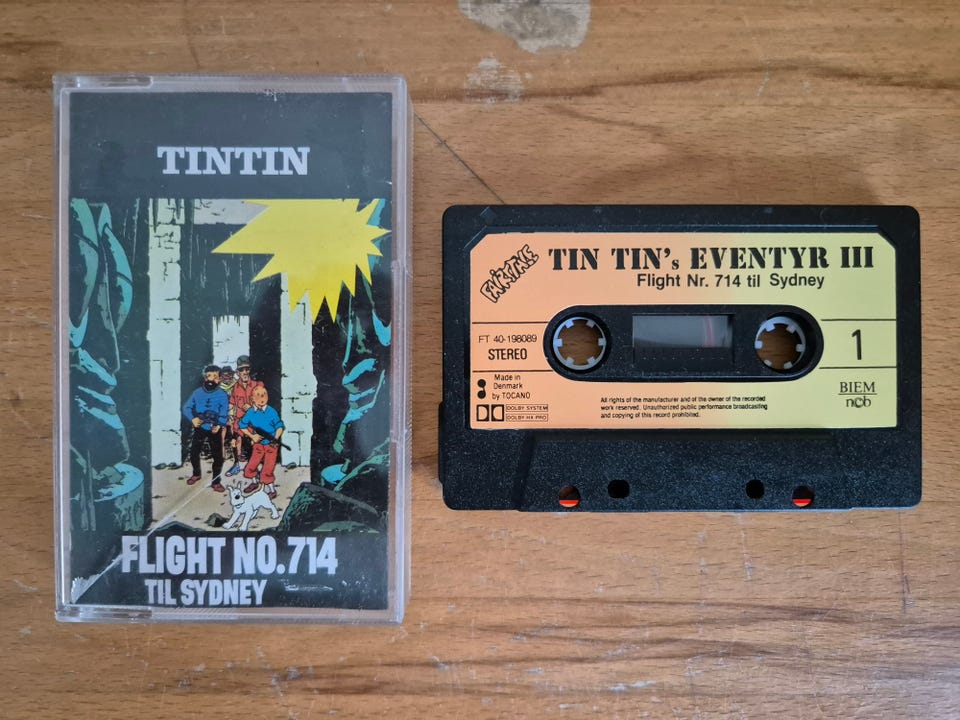 TINTIN
FLIGHT NO.714
TIL SYDNEY
FAIRYTALE
TIN TIN's EVENTYR III
Flight Nr. 714 til Sydney
FT 40-198089
STEREO
1
Made in
Denmark
by TOCANO
DOLBY SYSTEM
DOLBY HX PRO
All rights of the manufacturer and of the owner of the recorded
work reserved. Unauthorized public performance broadcasting
and copying of this record prohibited.
BIEM
ncb